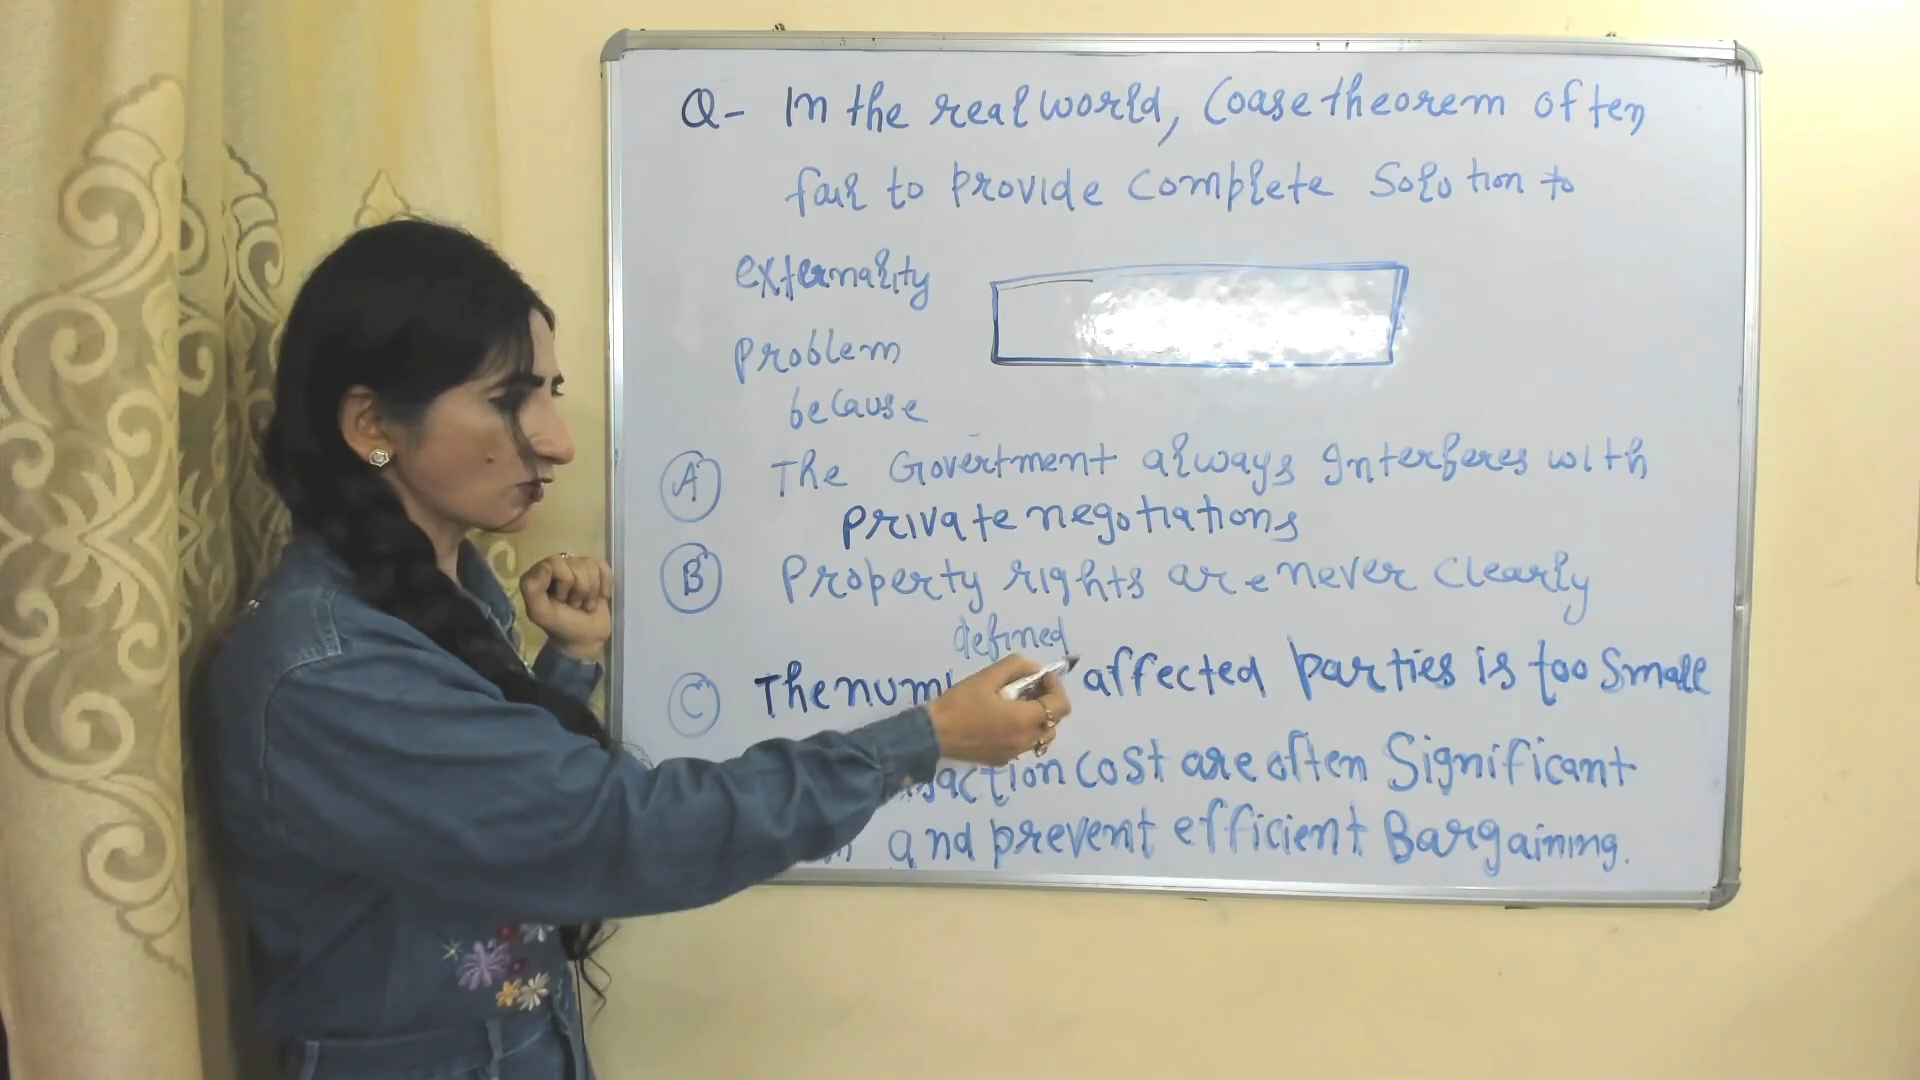 Q- In the real world, Coase theorem often
fail to provide complete solution to
externality
problem
because
A The Government always interferes with
private negotiations
B Property rights are never clearly
defined
C The affected parties is too small
cost are often significant
and prevent efficient Bargaining.